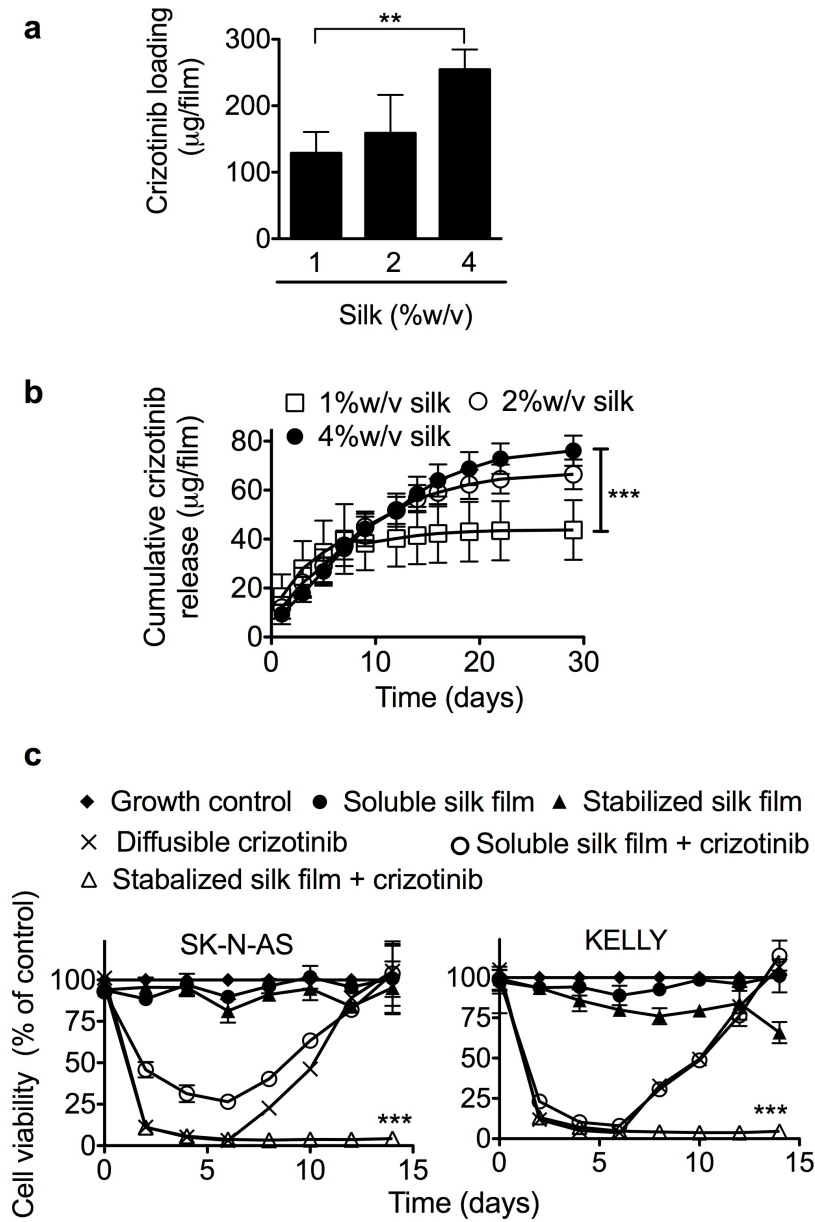 a
**
Crizotinib loading
(µg/film)
300
200
100
0
1 2 4
Silk (%w/v)
b
1%w/v silk 2%w/v silk
4%w/v silk
Cumulative crizotinib
release (µg/film)
80
60
40
20
0
***
0 10 20 30
Time (days)
c
Growth control Soluble silk film Stabilized silk film
Diffusible crizotinib Soluble silk film + crizotinib
Stabalized silk film + crizotinib
Cell viability (% of control)
SK-N-AS
100
75
50
25
0
***
0 5 10 15
KELLY
100
75
50
25
0
***
0 5 10 15
Time (days)